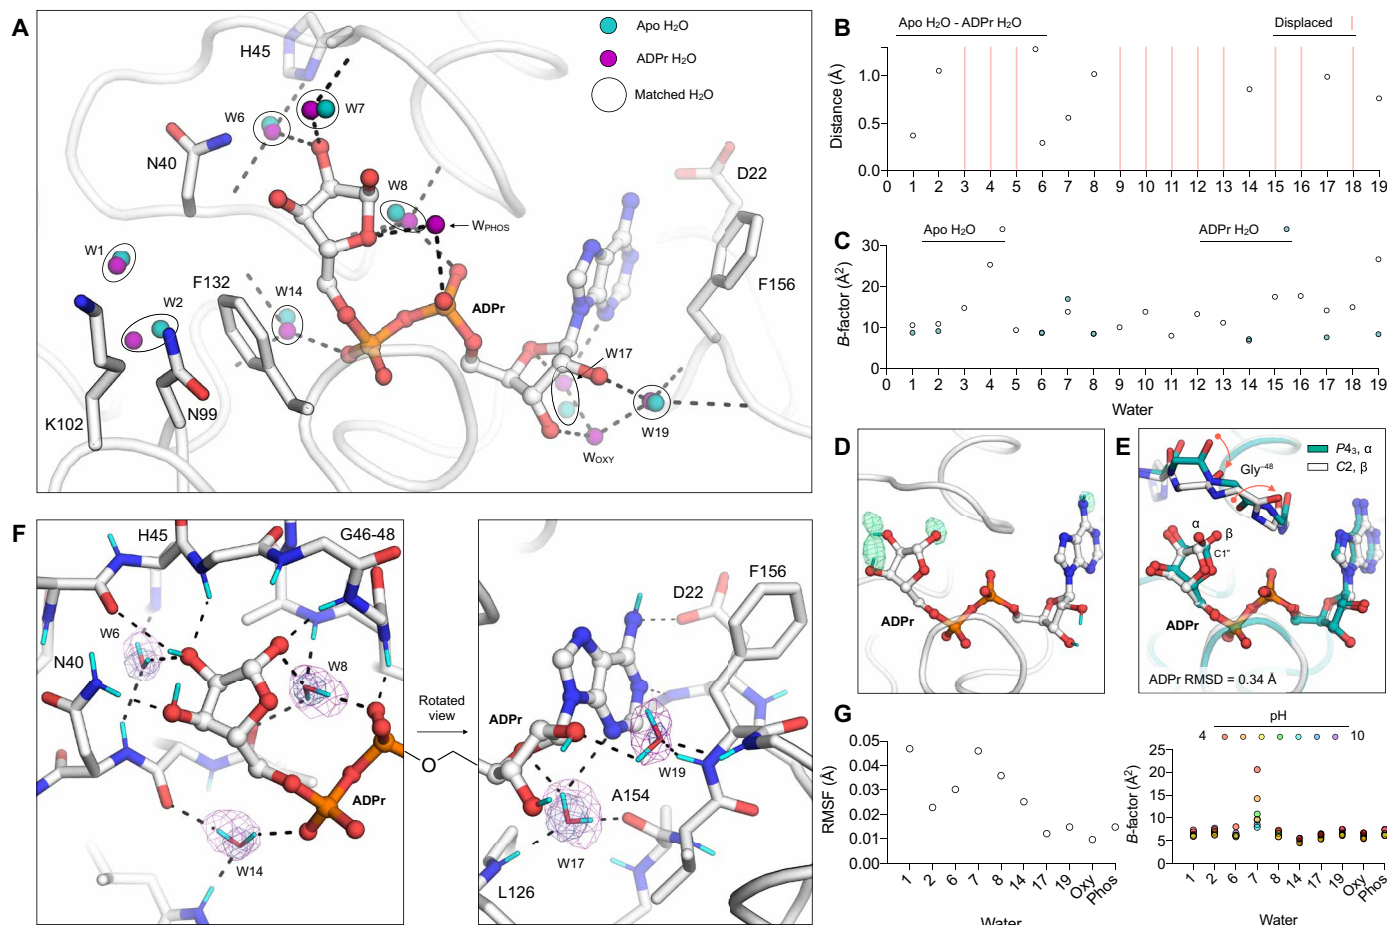 A
H45
Apo H₂O
ADPr H₂O
Matched H₂O
W6
W7
N40
W8
D22
W1
WPHOS
W2
F132
W14
ADPr
F156
W17
K102
N99
W19
WOXY
B
Apo H₂O - ADPr H₂O
Displaced
Distance (Å)
1.0
0.5
0.0
0 1 2 3 4 5 6 7 8 9 10 11 12 13 14 15 16 17 18 19
C
Apo H₂O
ADPr H₂O
B-factor (Å²)
30
20
10
0
0 1 2 3 4 5 6 7 8 9 10 11 12 13 14 15 16 17 18 19
Water
D
ADPr
E
P4₃, α
C2, β
Gly⁻⁴⁸
α
β
C1"
ADPr
ADPr RMSD = 0.34 Å
F
H45
G46-48
W6
N40
W8
ADPr
W14
Rotated
view
O
D22
F156
ADPr
W19
A154
W17
L126
G
RMSF (Å)
0.05
0.04
0.03
0.02
0.01
0.00
1 2 6 7 8 14 17 19 Oxy Phos
Water
pH
4 10
B-factor (Å²)
25
20
15
10
5
0
1 2 6 7 8 14 17 19 Oxy Phos
Water